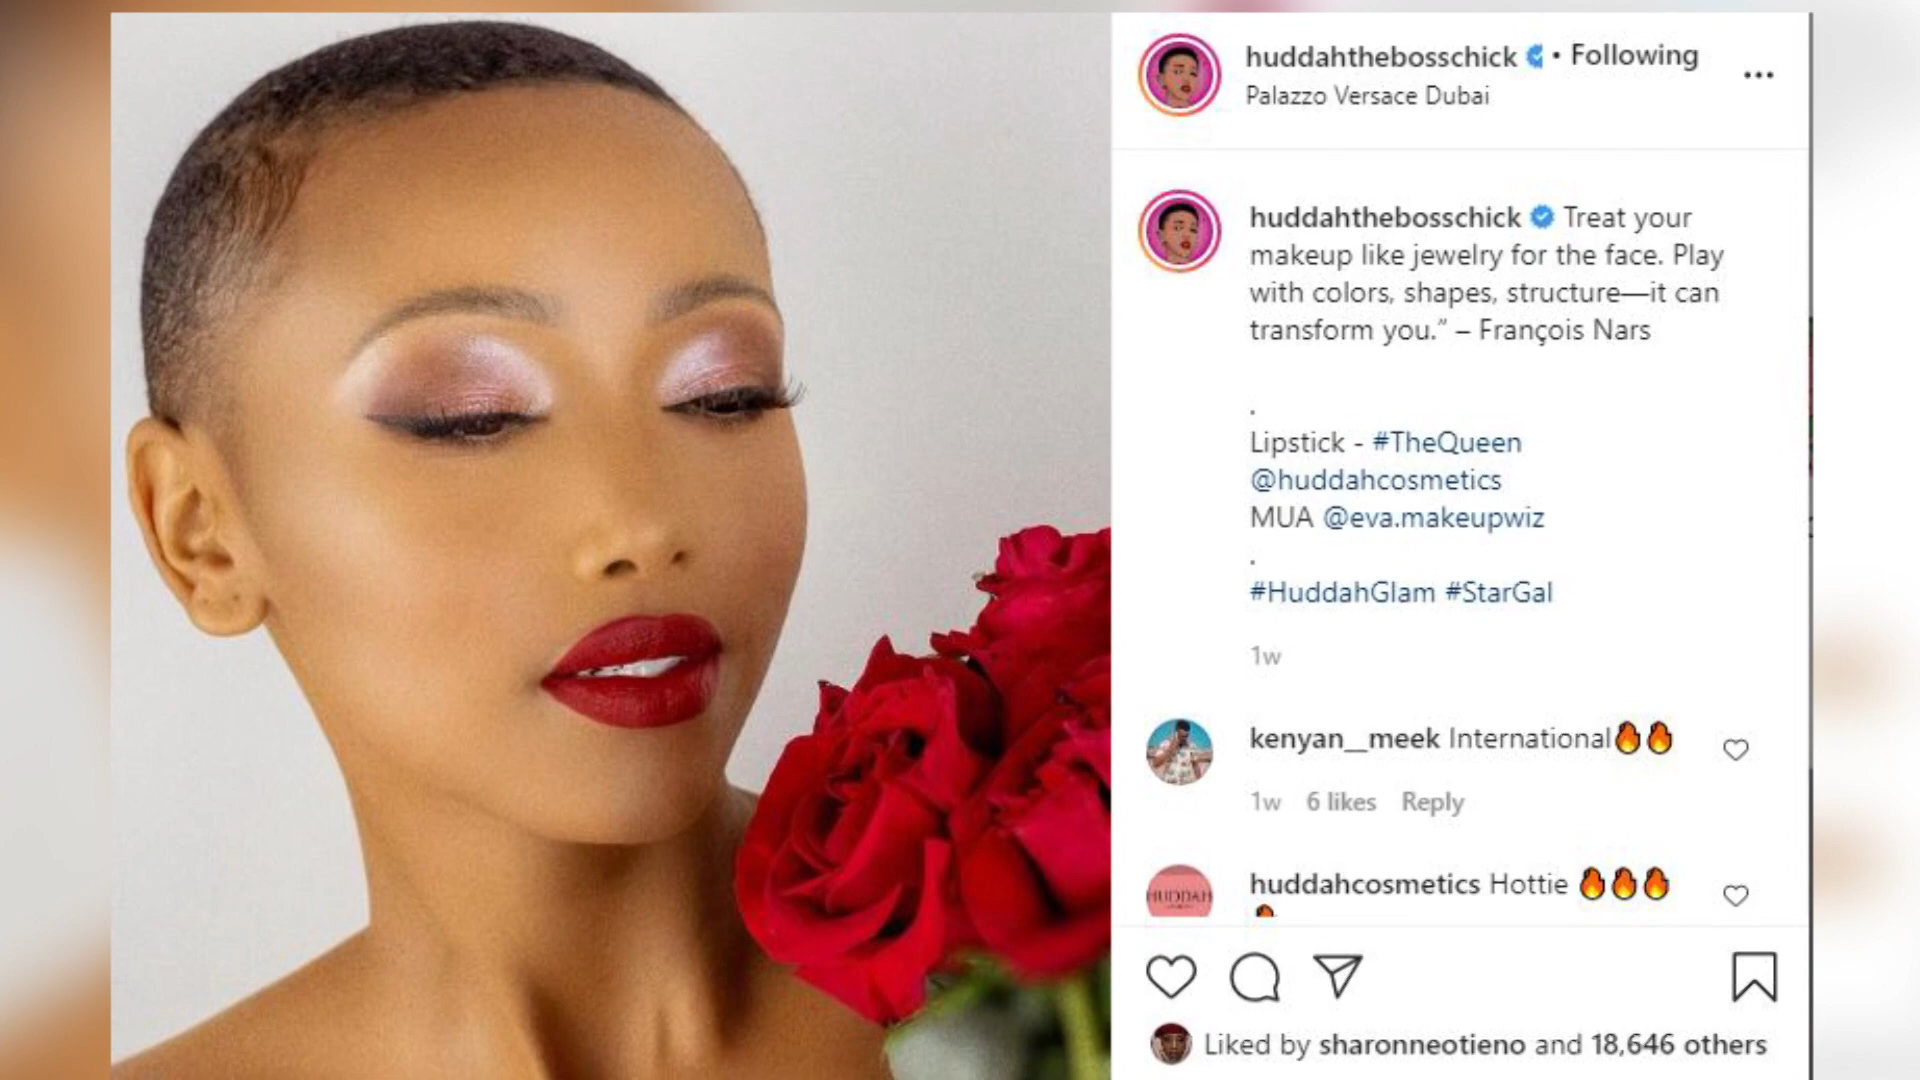 huddahthebosschick • Following
Palazzo Versace Dubai
huddahthebosschick Treat your
makeup like jewelry for the face. Play
with colors, shapes, structure—it can
transform you.” – François Nars
.
Lipstick - #TheQueen
@huddahcosmetics
MUA @eva.makeupwiz
.
#HuddahGlam #StarGal
1w
kenyan__meek International🔥🔥
1w 6 likes Reply
HUDDAH
huddahcosmetics Hottie 🔥🔥🔥
🔥
Liked by sharonneotieno and 18,646 others